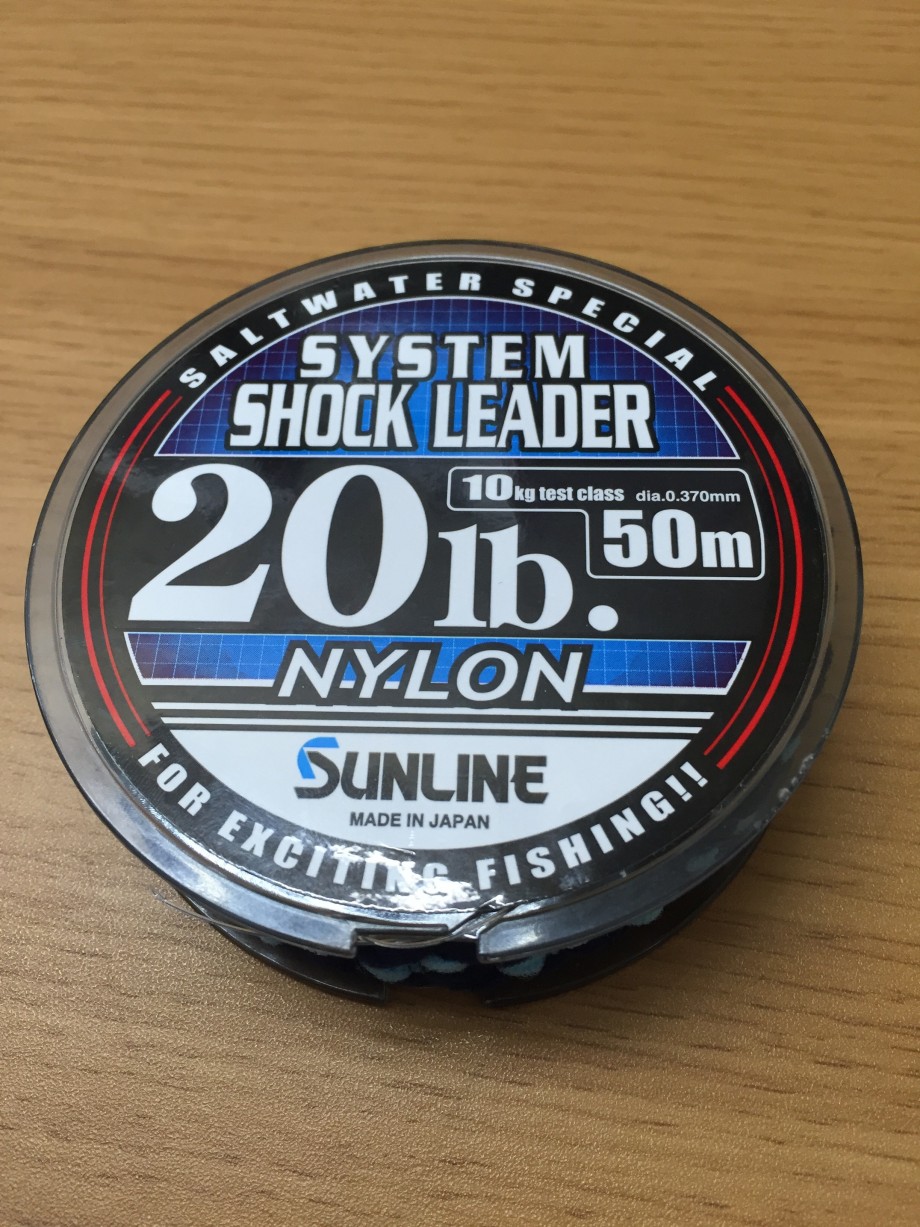 SALTWATER SPECIAL
SYSTEM
SHOCK LEADER
20lb.
10kg test class dia.0.370mm
50m
NYLON
SUNLINE
MADE IN JAPAN
FOR EXCITING FISHING!!